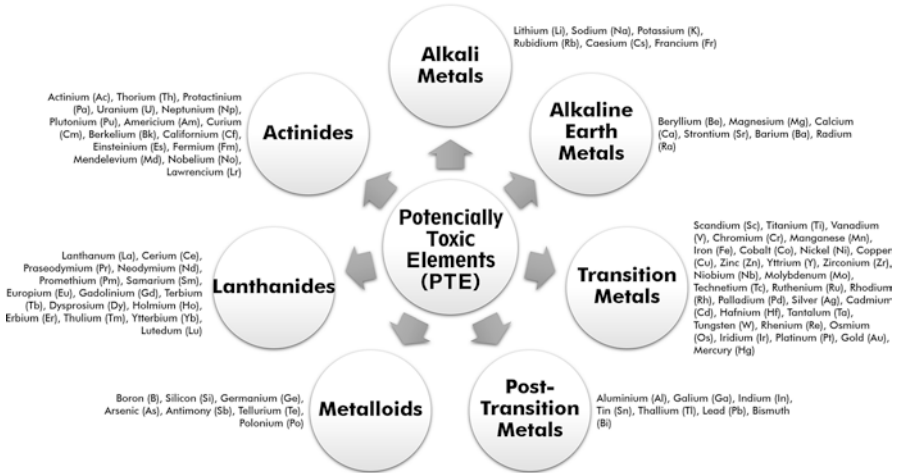 Alkali
Metals
Lithium (Li), Sodium (Na), Potassium (K),
Rubidium (Rb), Caesium (Cs), Francium (Fr)
Alkaline
Earth
Metals
Beryllium (Be), Magnesium (Mg), Calcium
(Ca), Strontium (Sr), Barium (Ba), Radium
(Ra)
Transition
Metals
Scandium (Sc), Titanium (Ti), Vanadium
(V), Chromium (Cr), Manganese (Mn),
Iron (Fe), Cobalt (Co), Nickel (Ni), Copper
(Cu), Zinc (Zn), Yttrium (Y), Zirconium (Zr),
Niobium (Nb), Molybdenum (Mo),
Technetium (Tc), Ruthenium (Ru), Rhodium
(Rh), Palladium (Pd), Silver (Ag), Cadmium
(Cd), Hafnium (Hf), Tantalum (Ta),
Tungsten (W), Rhenium (Re), Osmium
(Os), Iridium (Ir), Platinum (Pt), Gold (Au),
Mercury (Hg)
Post-
Transition
Metals
Aluminium (Al), Galium (Ga), Indium (In),
Tin (Sn), Thallium (Tl), Lead (Pb), Bismuth
(Bi)
Metalloids
Boron (B), Silicon (Si), Germanium (Ge),
Arsenic (As), Antimony (Sb), Tellurium (Te),
Polonium (Po)
Lanthanides
Lanthanum (La), Cerium (Ce),
Praseodymium (Pr), Neodymium (Nd),
Promethium (Pm), Samarium (Sm),
Europium (Eu), Gadolinium (Gd), Terbium
(Tb), Dysprosium (Dy), Holmium (Ho),
Erbium (Er), Thulium (Tm), Ytterbium (Yb),
Lutedum (Lu)
Actinides
Actinium (Ac), Thorium (Th), Protactinium
(Pa), Uranium (U), Neptunium (Np),
Plutonium (Pu), Americium (Am), Curium
(Cm), Berkelium (Bk), Californium (Cf),
Einsteinium (Es), Fermium (Fm),
Mendelevium (Md), Nobelium (No),
Lawrencium (Lr)
Potencially
Toxic
Elements
(PTE)